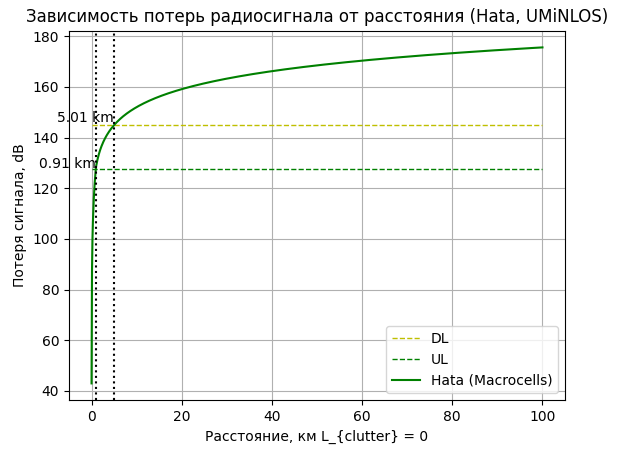 Зависимость потерь радиосигнала от расстояния (Hata, UMiNLOS)
180
160
140
120
100
80
60
40
Потеря сигнала, dB
5.01 km
0.91 km
DL
UL
Hata (Macrocells)
0
20
40
60
80
100
Расстояние, км L_{clutter} = 0